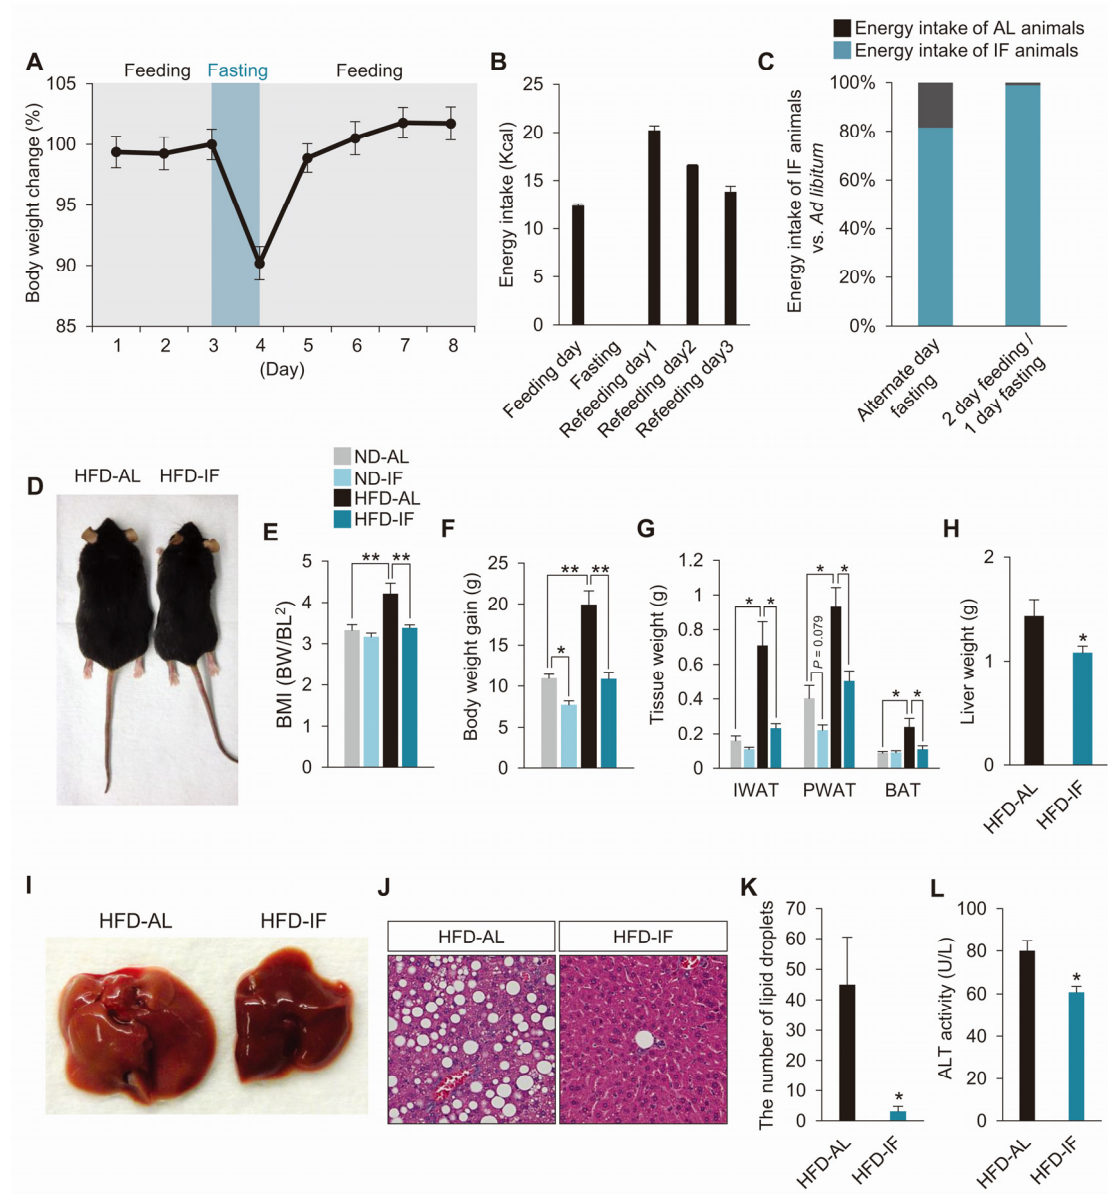 Energy intake of AL animals
Energy intake of IF animals
A
Feeding
Fasting
Feeding
105
100
95
90
85
Body weight change (%)
1 2 3 4 5 6 7 8
(Day)
B
25
20
15
10
5
0
Energy intake (Kcal)
Feeding day
Fasting
Refeeding day1
Refeeding day2
Refeeding day3
C
100%
80%
60%
40%
20%
0%
Energy intake of IF animals
vs. Ad libitum
Alternate day
fasting
2 day feeding /
1 day fasting
D
HFD-AL HFD-IF
ND-AL
ND-IF
HFD-AL
HFD-IF
E
5
4
3
2
1
0
BMI (BW/BL²)
** **
F
25
20
15
10
5
0
Body weight gain (g)
** **
*
G
1.2
1
0.8
0.6
0.4
0.2
0
Tissue weight (g)
* *
* *
P = 0.079
* *
IWAT PWAT BAT
H
2
1
0
Liver weight (g)
*
HFD-AL
HFD-IF
I
HFD-AL HFD-IF
J
HFD-AL HFD-IF
K
70
60
50
40
30
20
10
0
The number of lipid droplets
*
HFD-AL
HFD-IF
L
100
80
60
40
20
0
ALT activity (U/L)
*
HFD-AL
HFD-IF